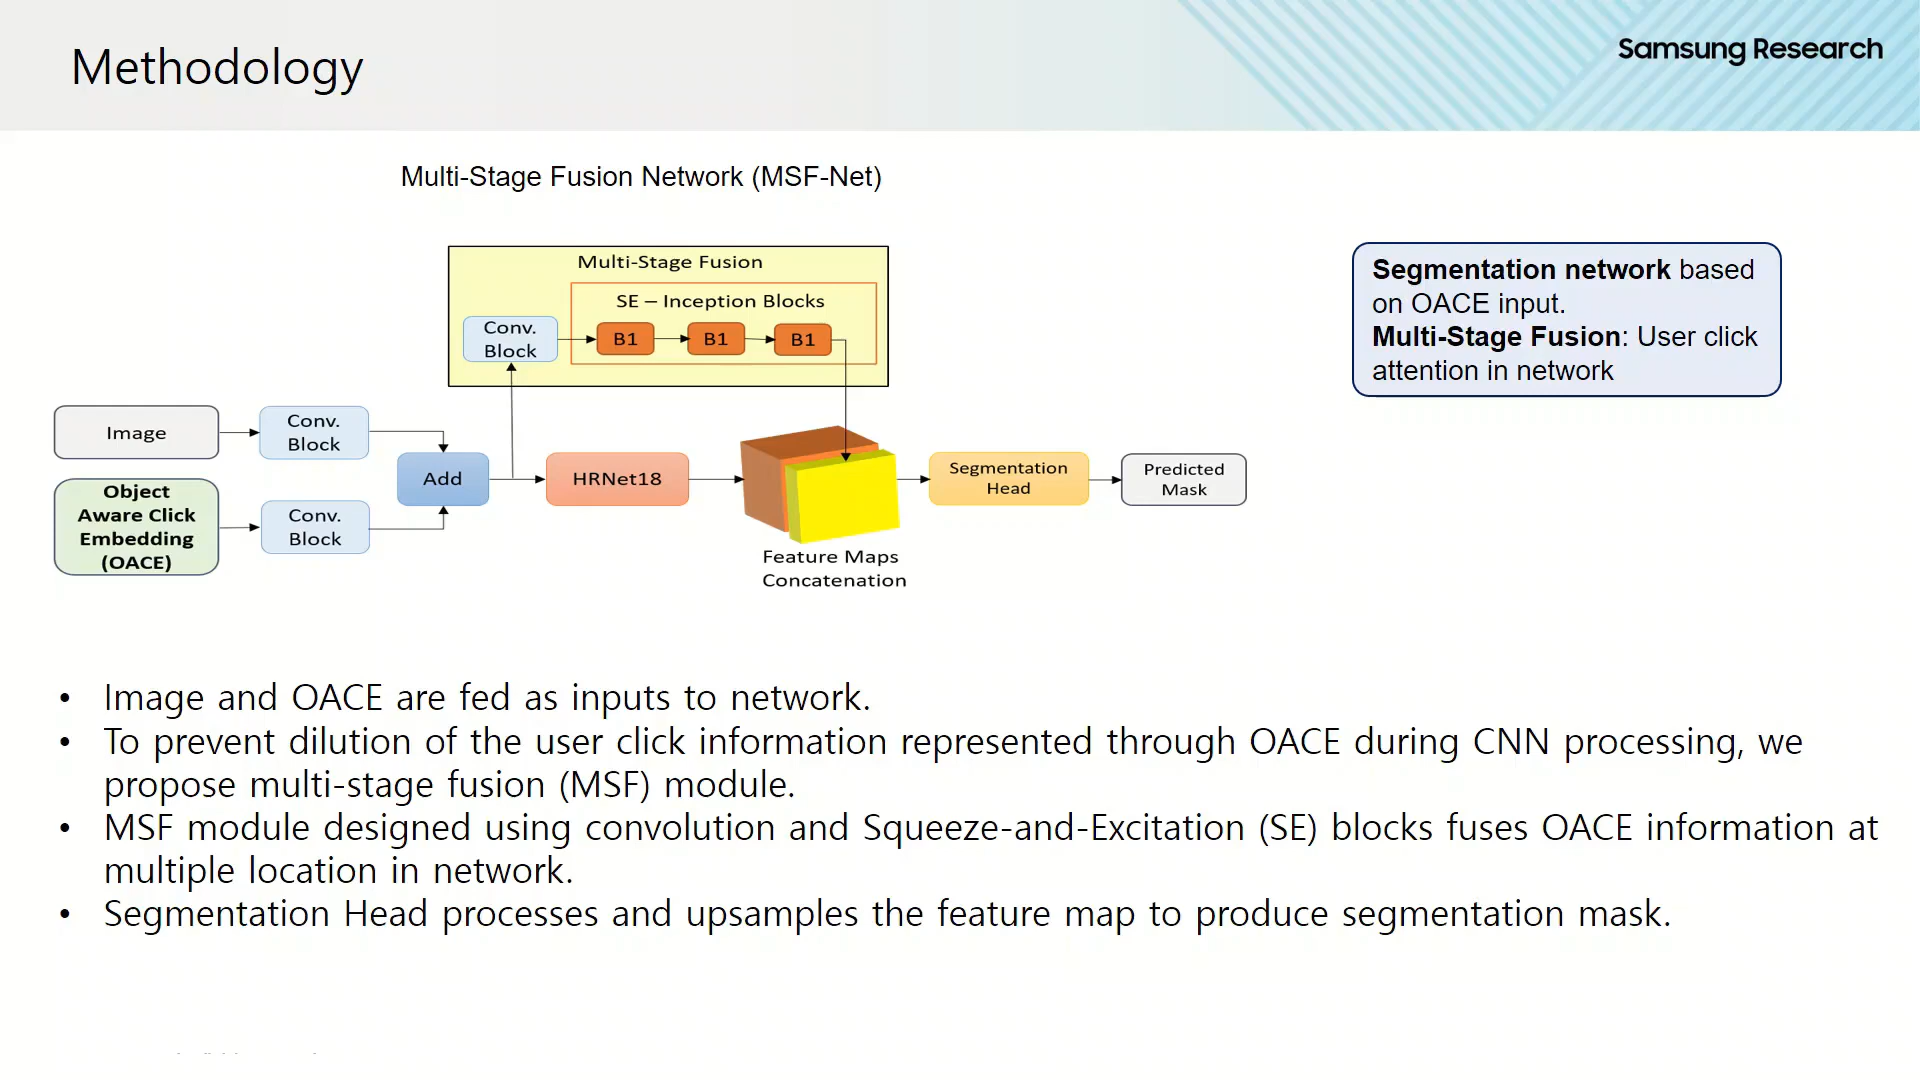 Methodology
Samsung Research
Multi-Stage Fusion Network (MSF-Net)
Multi-Stage Fusion
SE – Inception Blocks
Conv.
Block
B1
B1
B1
Segmentation network based
on OACE input.
Multi-Stage Fusion: User click
attention in network
Image
Conv.
Block
Object
Aware Click
Embedding
(OACE)
Conv.
Block
Add
HRNet18
Feature Maps
Concatenation
Segmentation
Head
Predicted
Mask
• Image and OACE are fed as inputs to network.
• To prevent dilution of the user click information represented through OACE during CNN processing, we
propose multi-stage fusion (MSF) module.
• MSF module designed using convolution and Squeeze-and-Excitation (SE) blocks fuses OACE information at
multiple location in network.
• Segmentation Head processes and upsamples the feature map to produce segmentation mask.